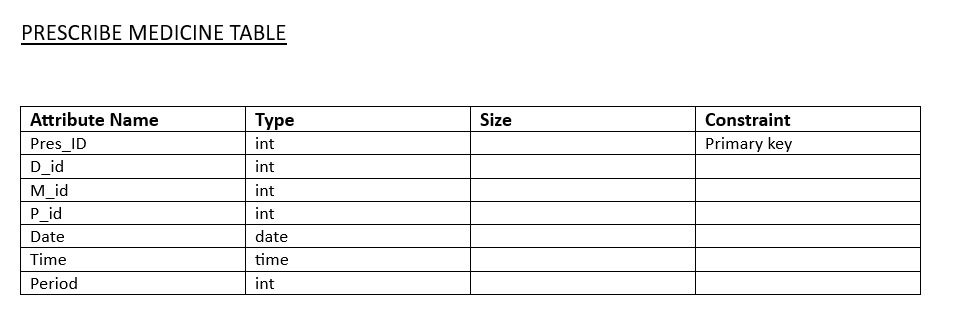 PRESCRIBE MEDICINE TABLE
Attribute Name Type Size Constraint
Pres_ID int Primary key
D_id int
M_id int
P_id int
Date date
Time time
Period int